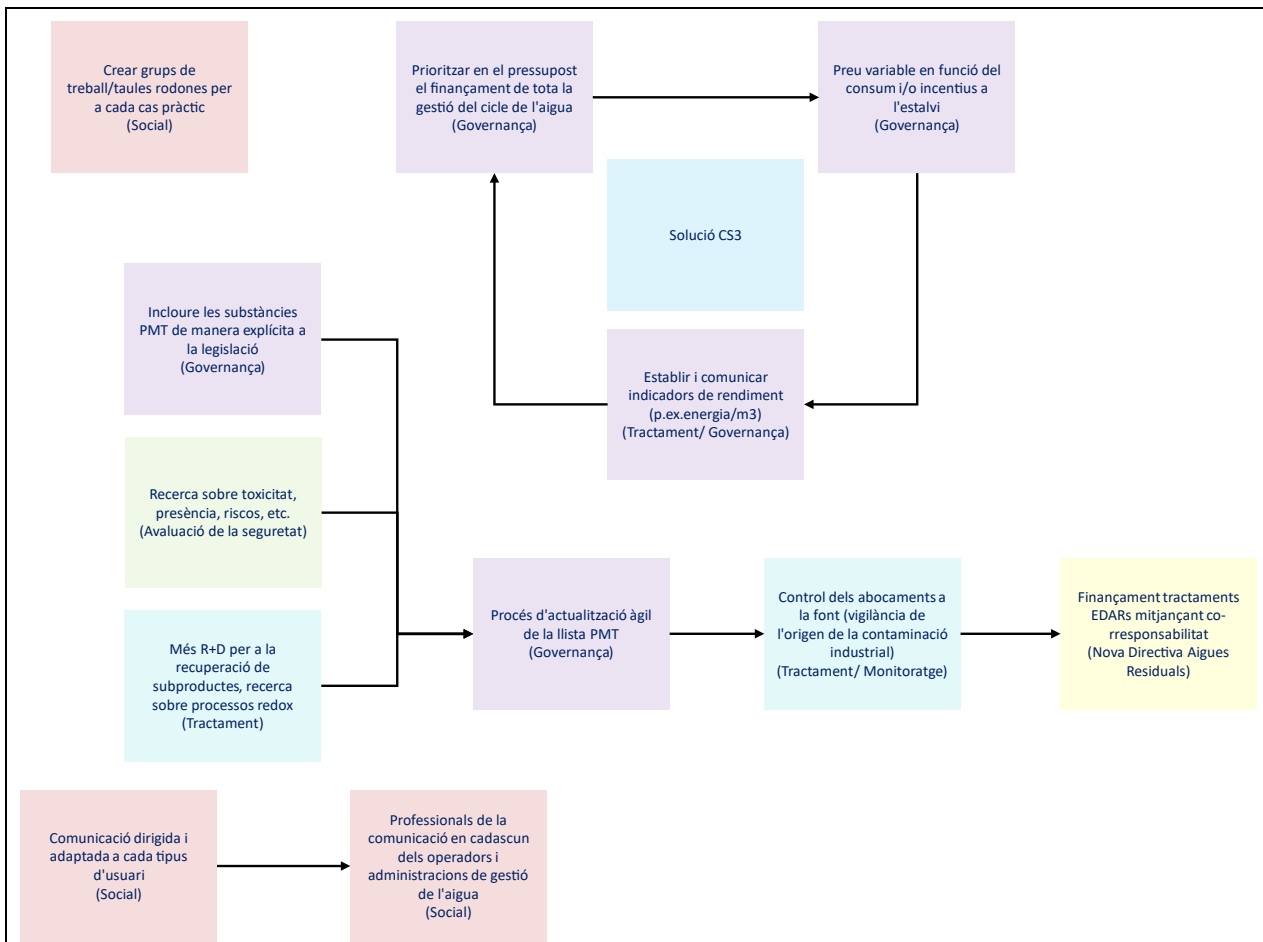 Crear grups de
treball/taules rodones per
a cada cas pràctic
(Social)
Prioritzar en el pressupost
el finançament de tota la
gestió del cicle de l'aigua
(Governança)
Preu variable en funció del
consum i/o incentius a
l'estalvi
(Governança)
Solució CS3
Incloure les substàncies
PMT de manera explícita a
la legislació
(Governança)
Establir i comunicar
indicadors de rendiment
(p.ex.energia/m3)
(Tractament/ Governança)
Recerca sobre toxicitat,
presència, riscos, etc.
(Avaluació de la seguretat)
Més R+D per a la
recuperació de
subproductes, recerca
sobre processos redox
(Tractament)
Procés d'actualització àgil
de la llista PMT
(Governança)
Control dels abocaments a
la font (vigilància de
l'origen de la contaminació
industrial)
(Tractament/ Monitoratge)
Finançament tractaments
EDARs mitjançant co-
rresponsabilitat
(Nova Directiva Aigues
Residuals)
Comunicació dirigida i
adaptada a cada tipus
d'usuari
(Social)
Professionals de la
comunicació en cadascun
dels operadors i
administracions de gestió
de l'aigua
(Social)